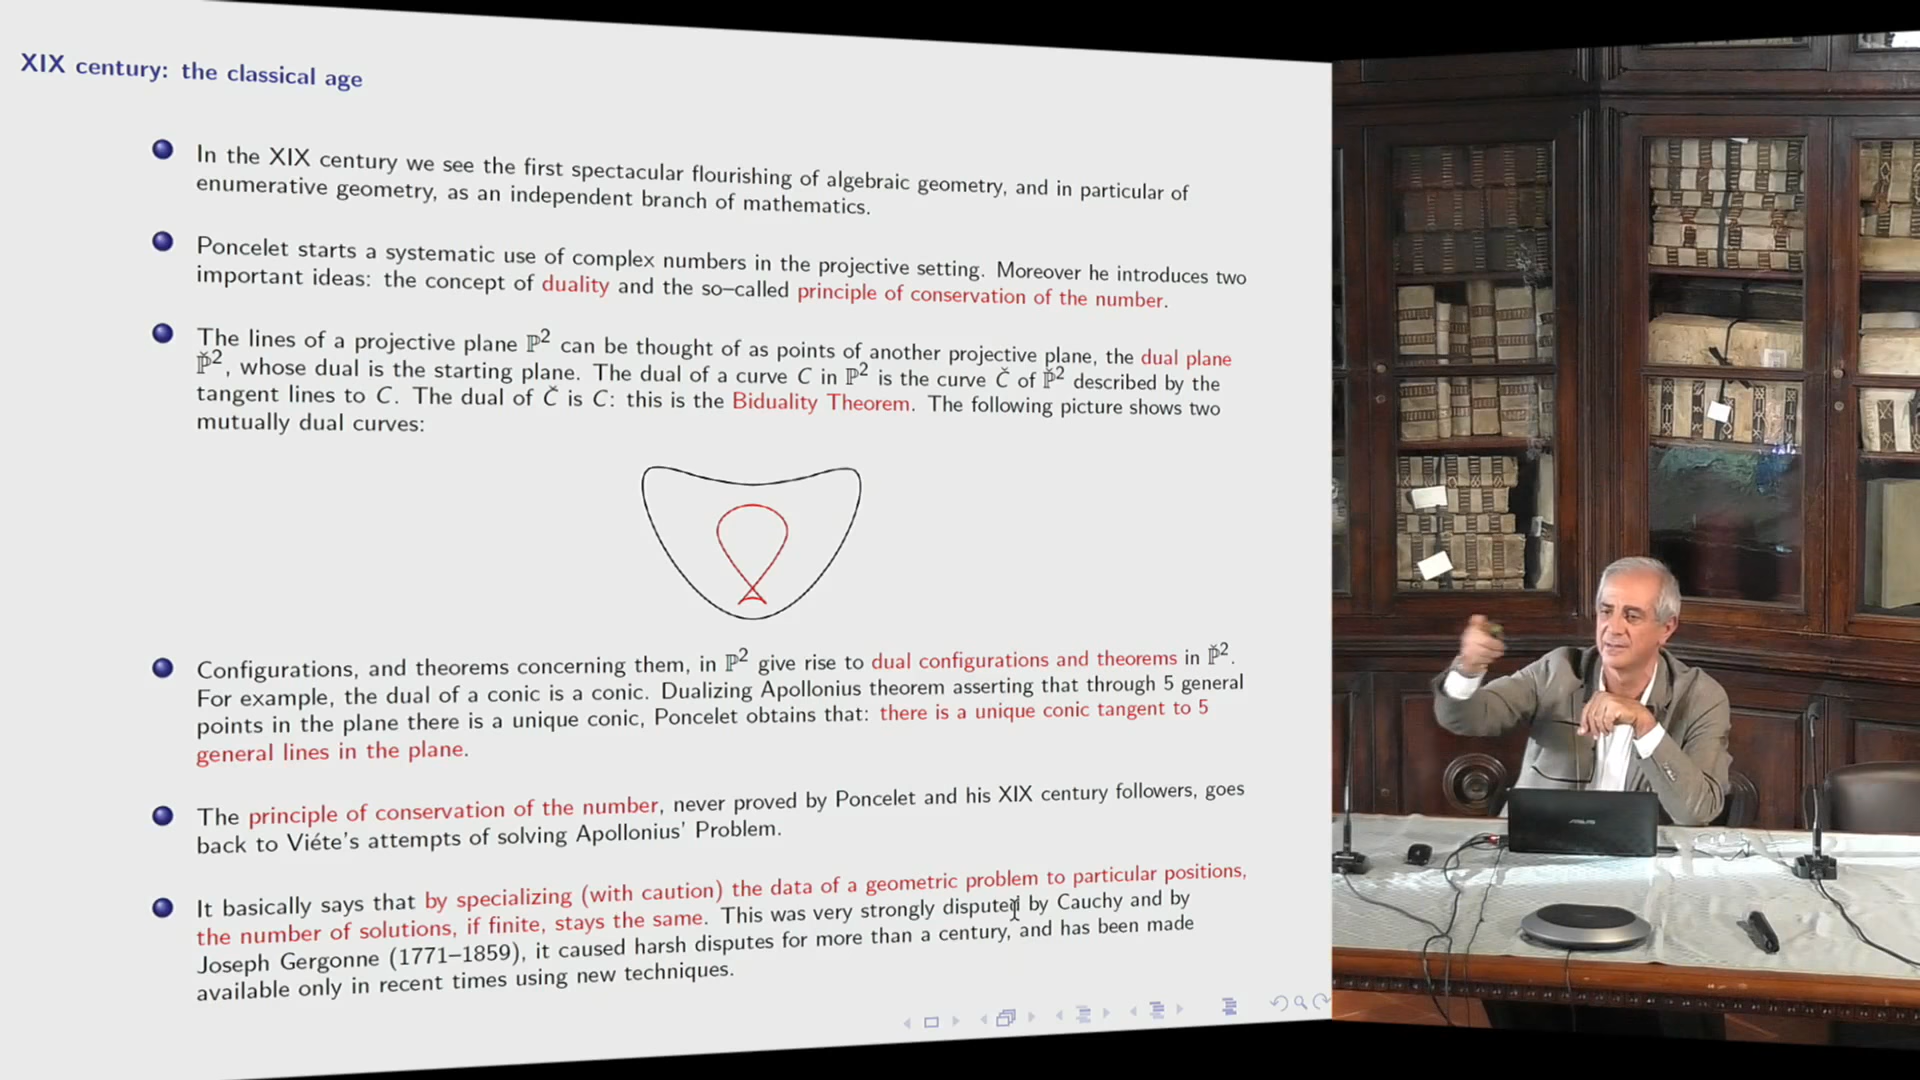 XIX century: the classical age
In the XIX century we see the first spectacular flourishing of algebraic geometry, and in particular of
enumerative geometry, as an independent branch of mathematics.
Poncelet starts a systematic use of complex numbers in the projective setting. Moreover he introduces two
important ideas: the concept of duality and the so–called principle of conservation of the number.
The lines of a projective plane ℙ² can be thought of as points of another projective plane, the dual plane
ℙ̌², whose dual is the starting plane. The dual of a curve C in ℙ² is the curve Č of ℙ̌² described by the
tangent lines to C. The dual of Č is C: this is the Biduality Theorem. The following picture shows two
mutually dual curves:
Configurations, and theorems concerning them, in ℙ² give rise to dual configurations and theorems in ℙ̌².
For example, the dual of a conic is a conic. Dualizing Apollonius theorem asserting that through 5 general
points in the plane there is a unique conic, Poncelet obtains that: there is a unique conic tangent to 5
general lines in the plane.
The principle of conservation of the number, never proved by Poncelet and his XIX century followers, goes
back to Viéte's attempts of solving Apollonius' Problem.
It basically says that by specializing (with caution) the data of a geometric problem to particular positions,
the number of solutions, if finite, stays the same. This was very strongly disputed by Cauchy and by
Joseph Gergonne (1771–1859), it caused harsh disputes for more than a century, and has been made
available only in recent times using new techniques.
ASUS